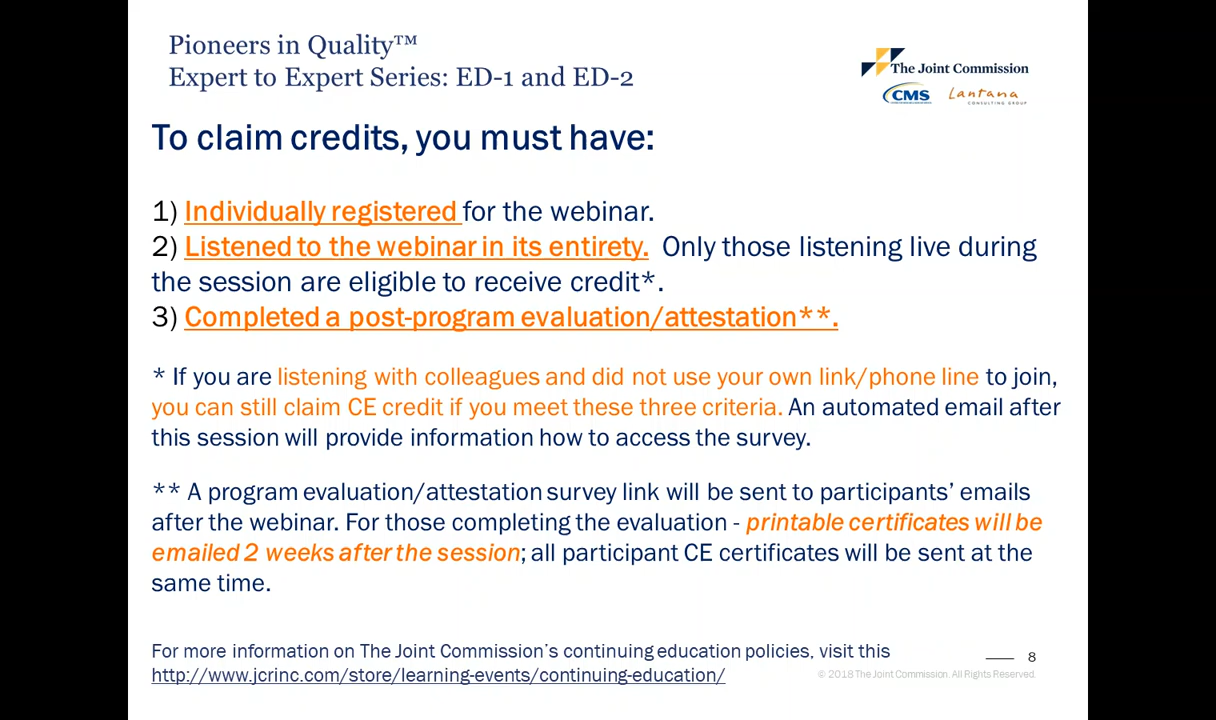 Pioneers in Quality™
Expert to Expert Series: ED-1 and ED-2
The Joint Commission
CMS
Lantana
CONSULTING GROUP
To claim credits, you must have:
1) Individually registered for the webinar.
2) Listened to the webinar in its entirety. Only those listening live during
the session are eligible to receive credit*.
3) Completed a post-program evaluation/attestation**.
* If you are listening with colleagues and did not use your own link/phone line to join,
you can still claim CE credit if you meet these three criteria. An automated email after
this session will provide information how to access the survey.
** A program evaluation/attestation survey link will be sent to participants’ emails
after the webinar. For those completing the evaluation - printable certificates will be
emailed 2 weeks after the session; all participant CE certificates will be sent at the
same time.
For more information on The Joint Commission’s continuing education policies, visit this
http://www.jcrinc.com/store/learning-events/continuing-education/
8
© 2018 The Joint Commission. All Rights Reserved.